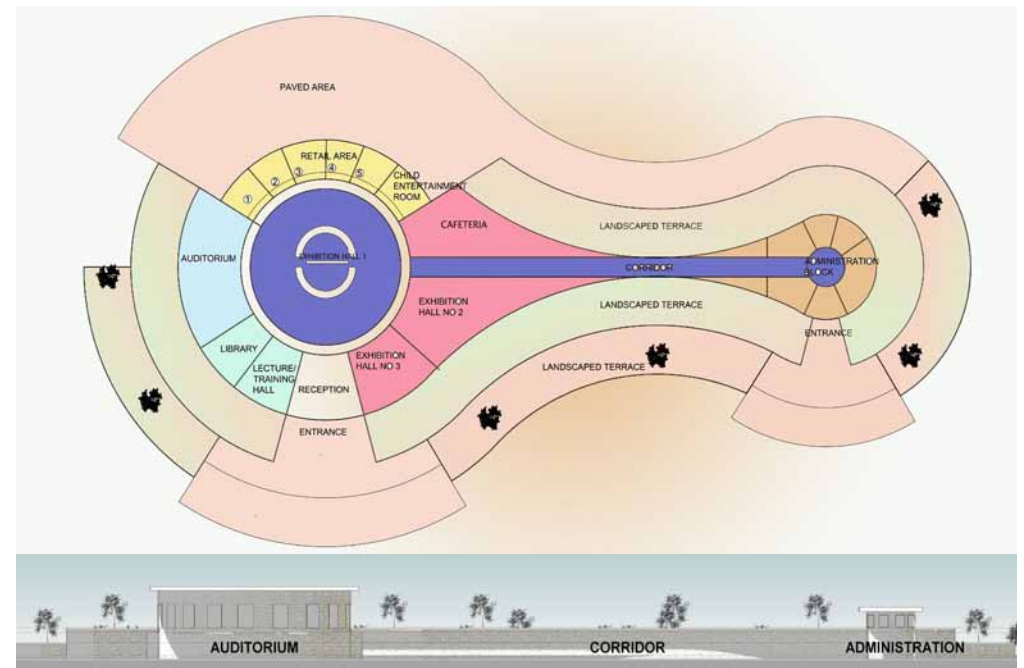 PAVED AREA
RETAIL AREA
①
②
③
④
⑤
CHILD
ENTERTAINMENT
ROOM
CAFETERIA
LANDSCAPED TERRACE
AUDITORIUM
EXHIBITION HALL 1
CORRIDOR
ADMINISTRATION
BLOCK
EXHIBITION
HALL NO 2
LANDSCAPED TERRACE
ENTRANCE
LIBRARY
EXHIBITION
HALL NO 3
LECTURE/
TRAINING
HALL
RECEPTION
LANDSCAPED TERRACE
ENTRANCE
AUDITORIUM
CORRIDOR
ADMINISTRATION